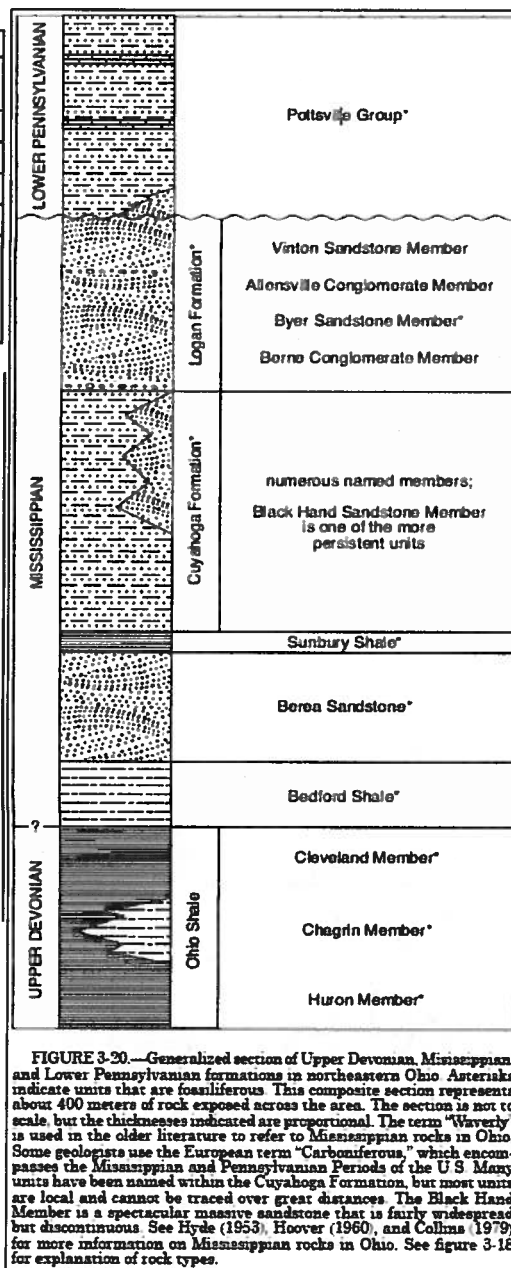 LOWER PENNSYLVANIAN
Pottsville Group*
MISSISSIPPIAN
Logan Formation*
Vinton Sandstone Member
Allensville Conglomerate Member
Byer Sandstone Member*
Berne Conglomerate Member
Cuyahoga Formation*
numerous named members;
Black Hand Sandstone Member
is one of the more
persistent units
Sunbury Shale*
Berea Sandstone*
Bedford Shale*
?
UPPER DEVONIAN
Ohio Shale
Cleveland Member*
Chagrin Member*
Huron Member*
FIGURE 3-20.—Generalized section of Upper Devonian, Mississippian,
and Lower Pennsylvanian formations in northeastern Ohio. Asterisks
indicate units that are fossiliferous. This composite section represents
about 400 meters of rock exposed across the area. The section is not to
scale, but the thicknesses indicated are proportional. The term "Waverly"
is used in the older literature to refer to Mississippian rocks in Ohio.
Some geologists use the European term "Carboniferous," which encom-
passes the Mississippian and Pennsylvanian Periods of the U.S. Many
units have been named within the Cuyahoga Formation, but most units
are local and cannot be traced over great distances. The Black Hand
Member is a spectacular massive sandstone that is fairly widespread
but discontinuous. See Hyde (1953), Hoover (1960), and Collins (1979)
for more information on Mississippian rocks in Ohio. See figure 3-18
for explanation of rock types.